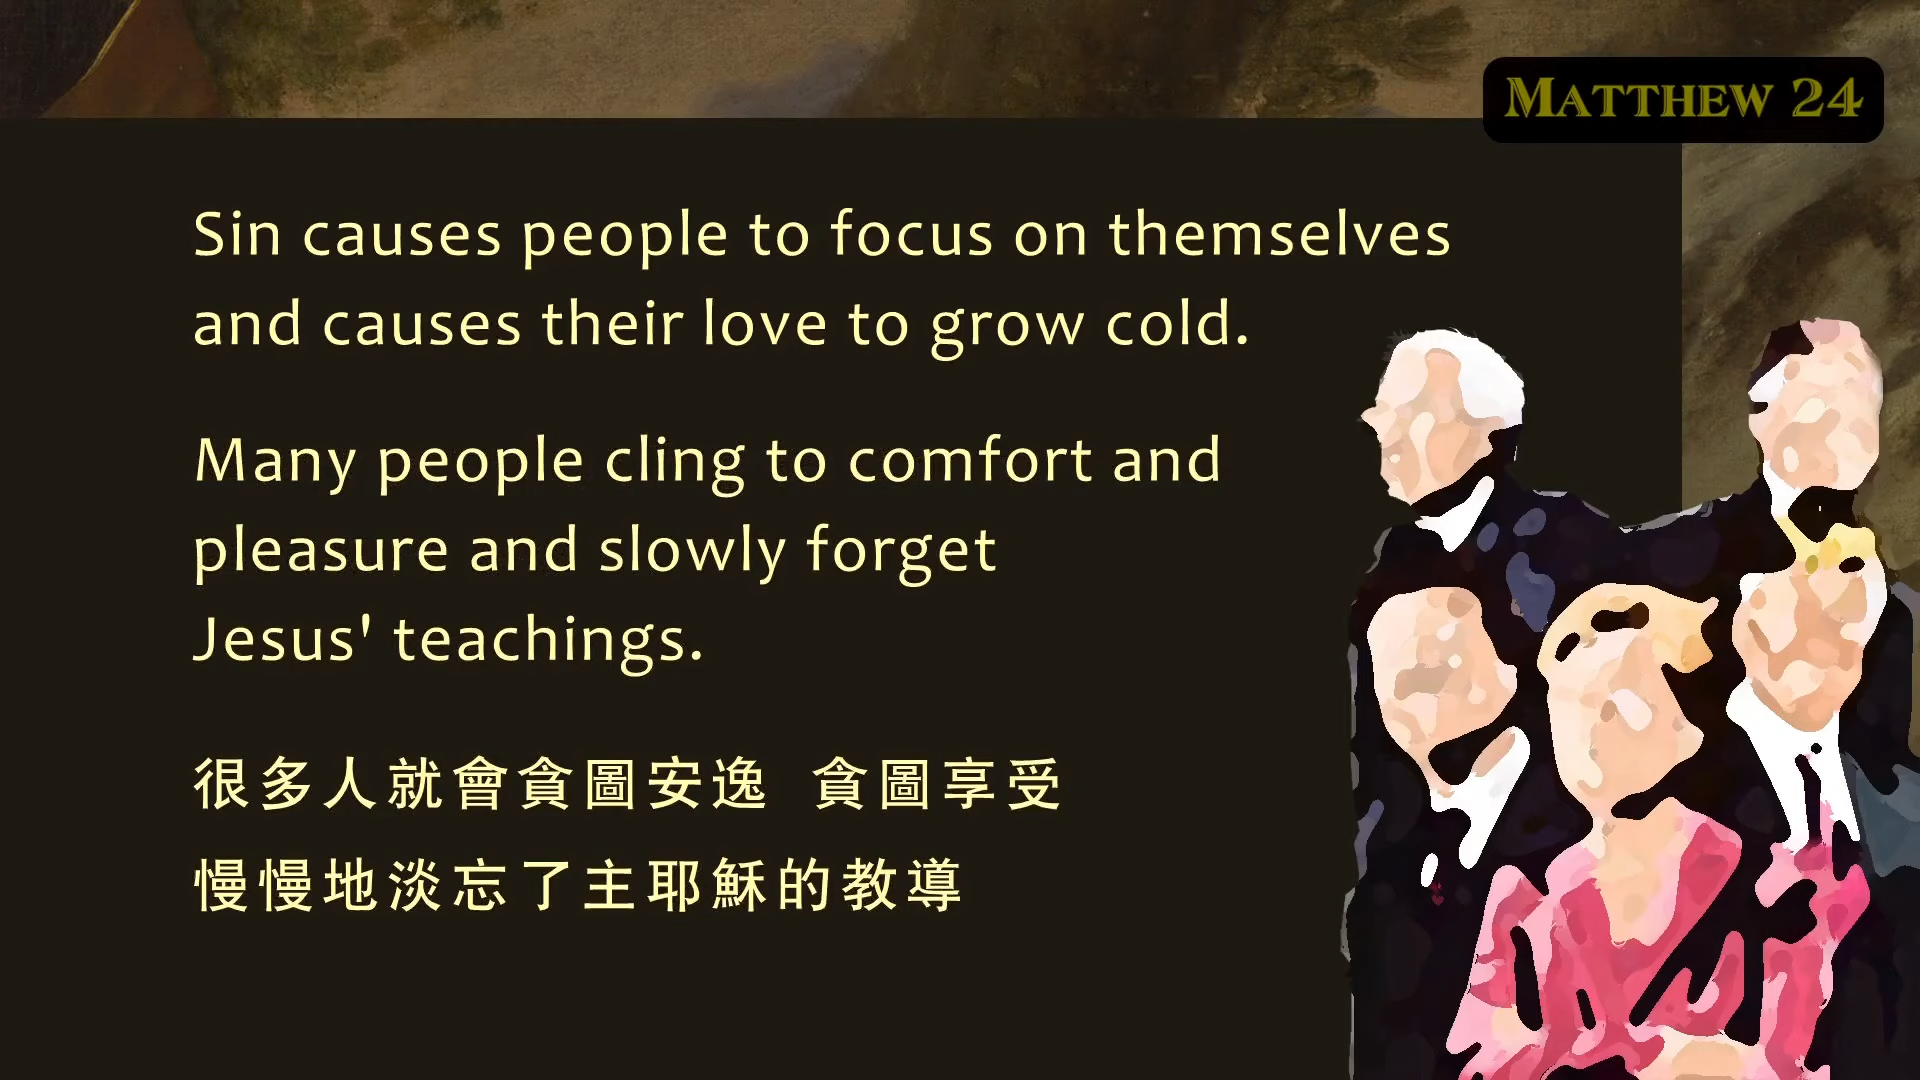 MATTHEW 24
Sin causes people to focus on themselves
and causes their love to grow cold.
Many people cling to comfort and
pleasure and slowly forget
Jesus' teachings.
很多人就會貪圖安逸 貪圖享受
慢慢地淡忘了主耶穌的教導